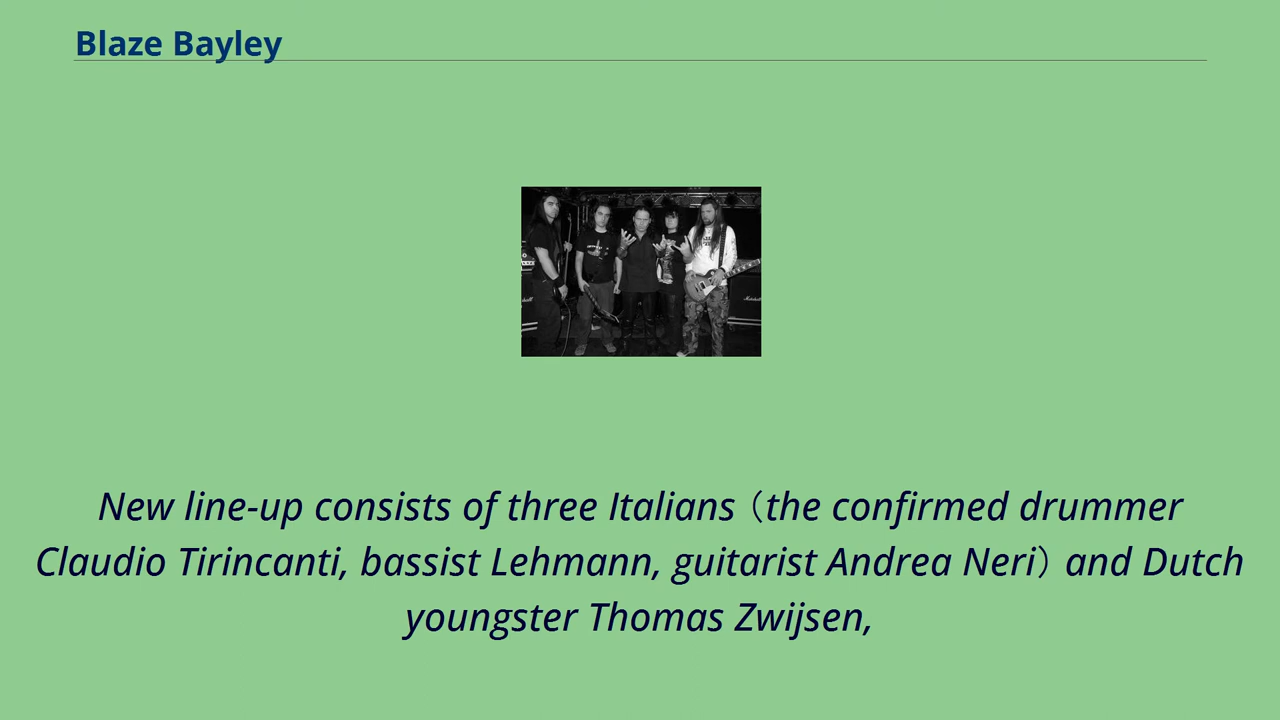 Blaze Bayley
New line-up consists of three Italians（the confirmed drummer
Claudio Tirincanti, bassist Lehmann, guitarist Andrea Neri）and Dutch
youngster Thomas Zwijsen,